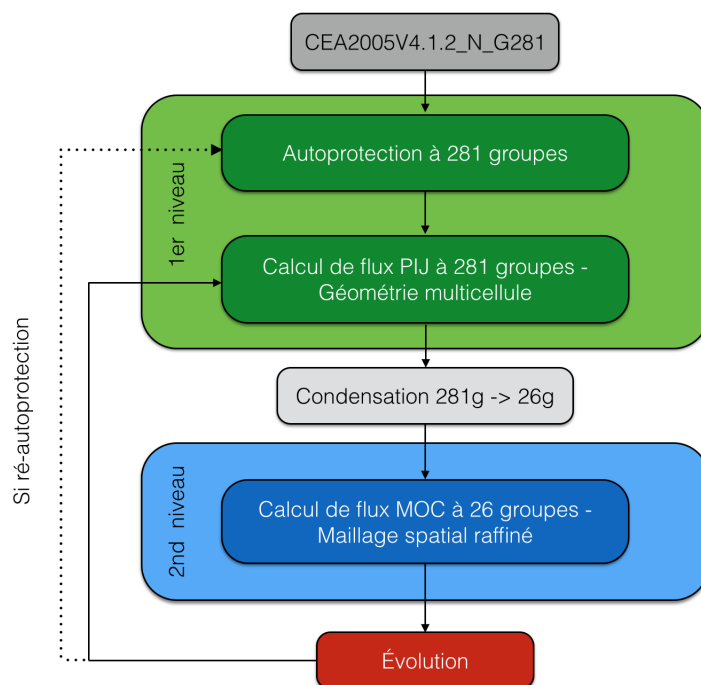 CEA2005V4.1.2_N_G281
Autoprotection à 281 groupes
1er niveau
Calcul de flux PIJ à 281 groupes -
Géométrie multicellule
Si ré-autoprotection
Condensation 281g -> 26g
2nd niveau
Calcul de flux MOC à 26 groupes -
Maillage spatial raffiné
Évolution